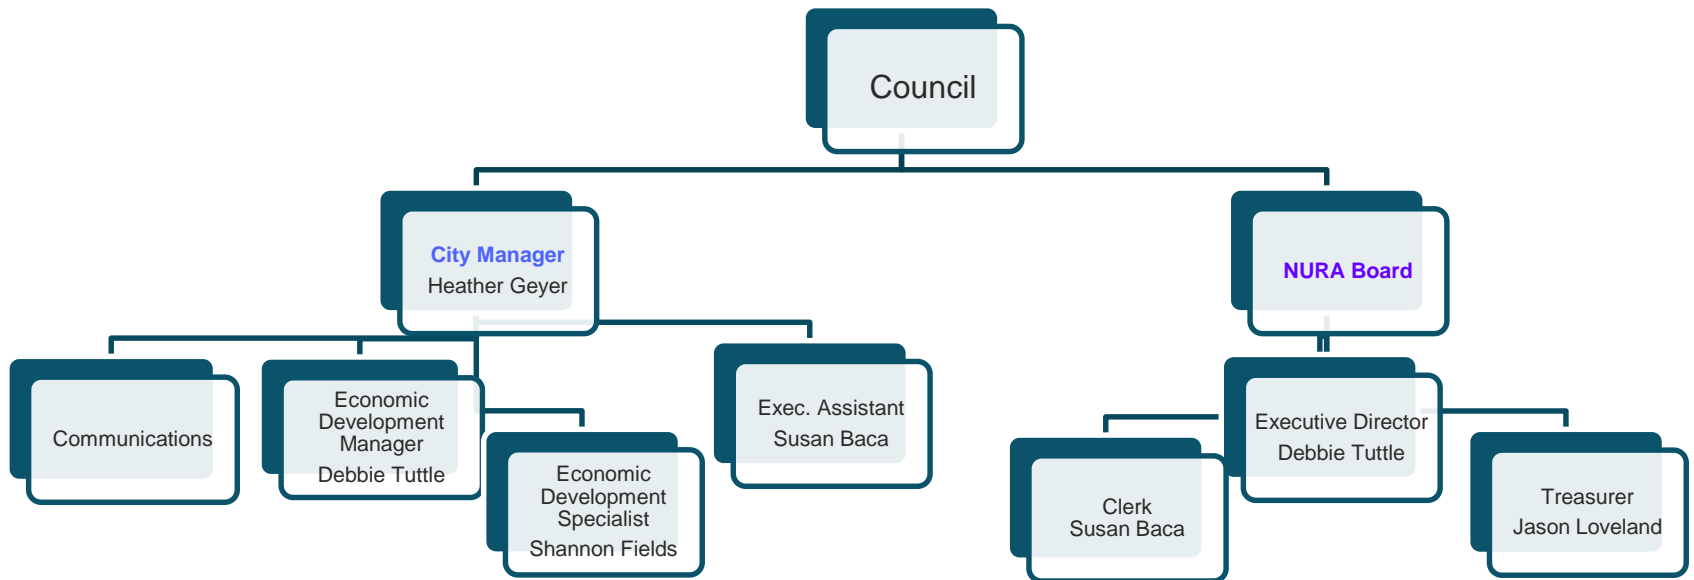 Council
City Manager
Heather Geyer
NURA Board
Communications
Economic
Development
Manager
Debbie Tuttle
Economic
Development
Specialist
Shannon Fields
Exec. Assistant
Susan Baca
Executive Director
Debbie Tuttle
Clerk
Susan Baca
Treasurer
Jason Loveland